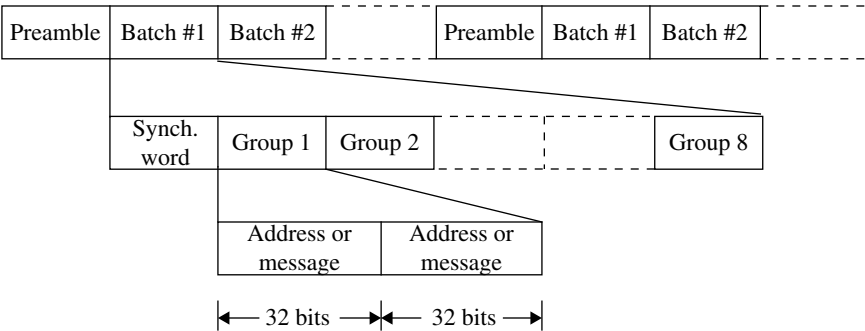 Preamble Batch #1 Batch #2 Preamble Batch #1 Batch #2
Synch.
word
Group 1 Group 2 Group 8
Address or
message
Address or
message
32 bits 32 bits